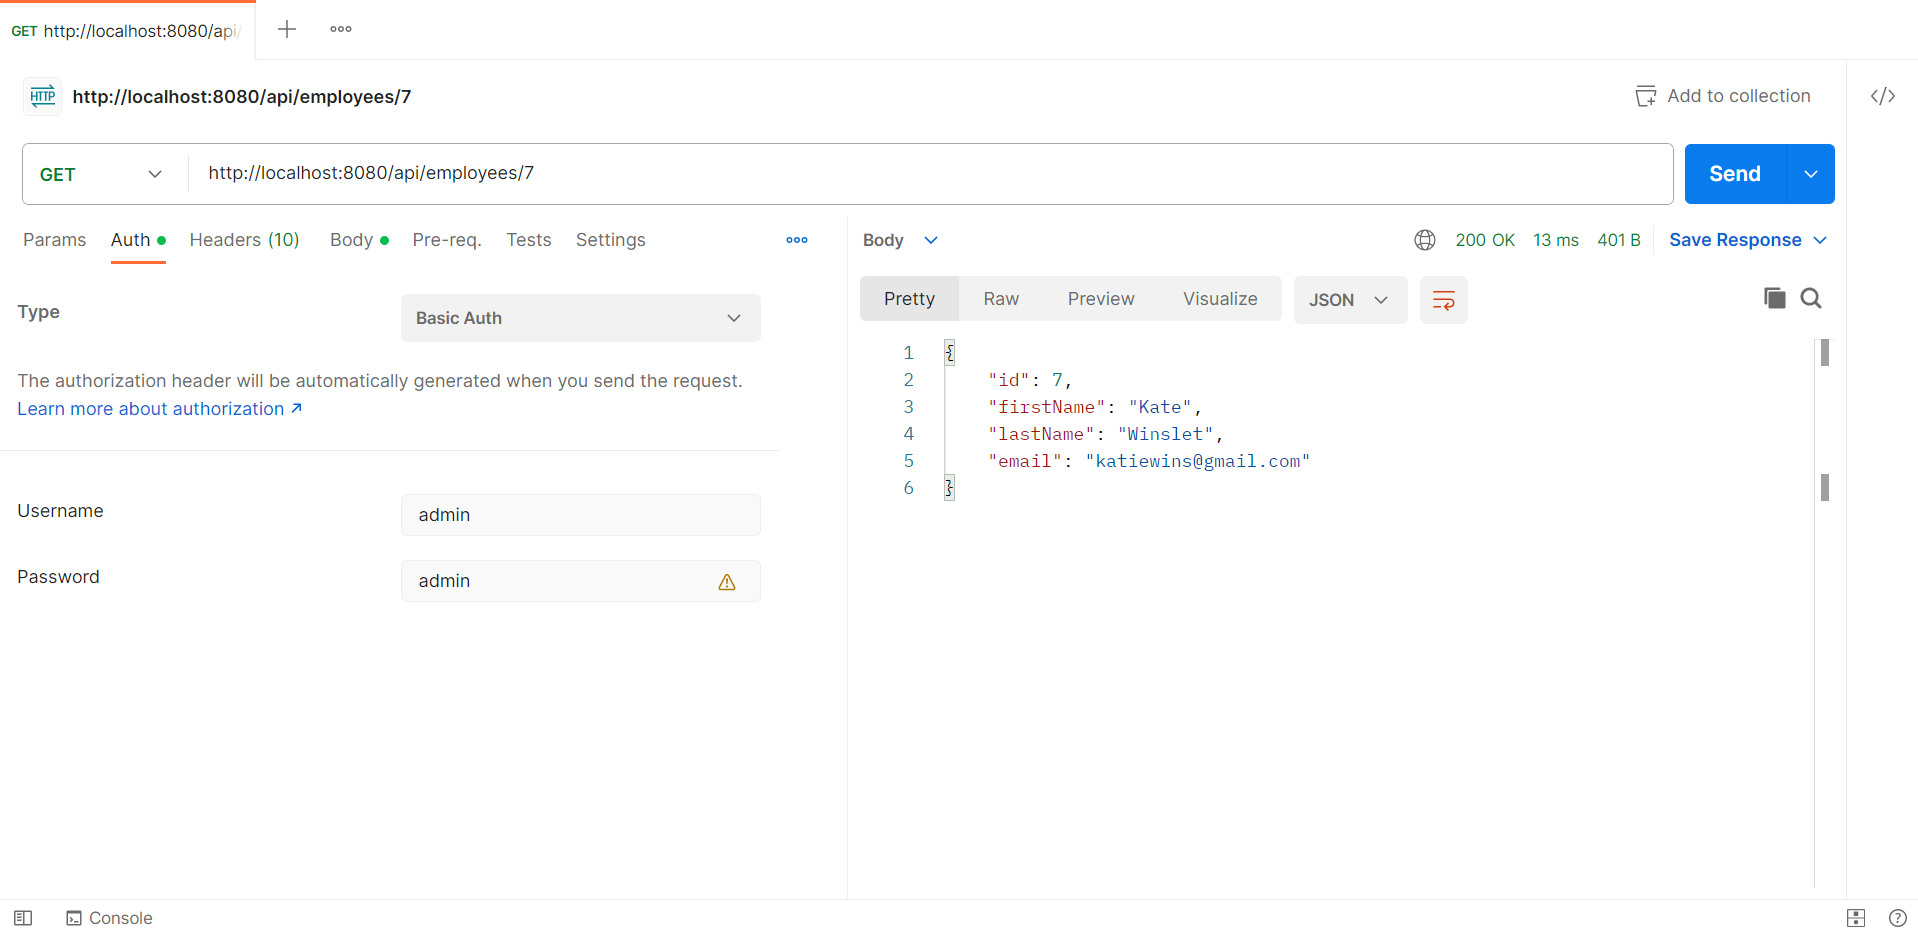 GET http://localhost:8080/api/
HTTP http://localhost:8080/api/employees/7
Add to collection
GET http://localhost:8080/api/employees/7
Send
Params Auth Headers (10) Body Pre-req. Tests Settings
Body
200 OK 13 ms 401 B Save Response
Type
Basic Auth
The authorization header will be automatically generated when you send the request.
Learn more about authorization ↗
Username
admin
Password
admin
Pretty Raw Preview Visualize JSON
1 {
2 "id": 7,
3 "firstName": "Kate",
4 "lastName": "Winslet",
5 "email": "katiewins@gmail.com"
6 }
Console